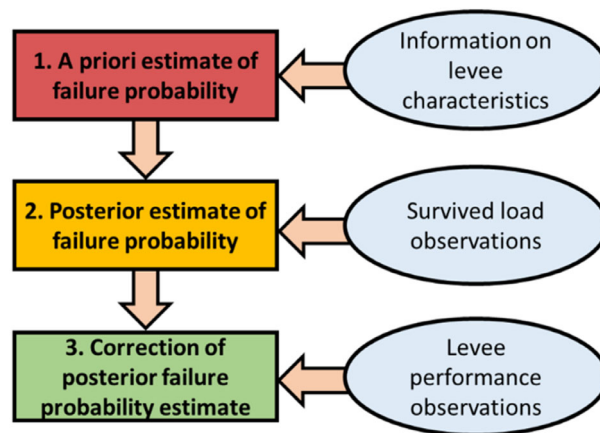 1. A priori estimate of
failure probability
Information on
levee
characteristics
2. Posterior estimate of
failure probability
Survived load
observations
3. Correction of
posterior failure
probability estimate
Levee
performance
observations